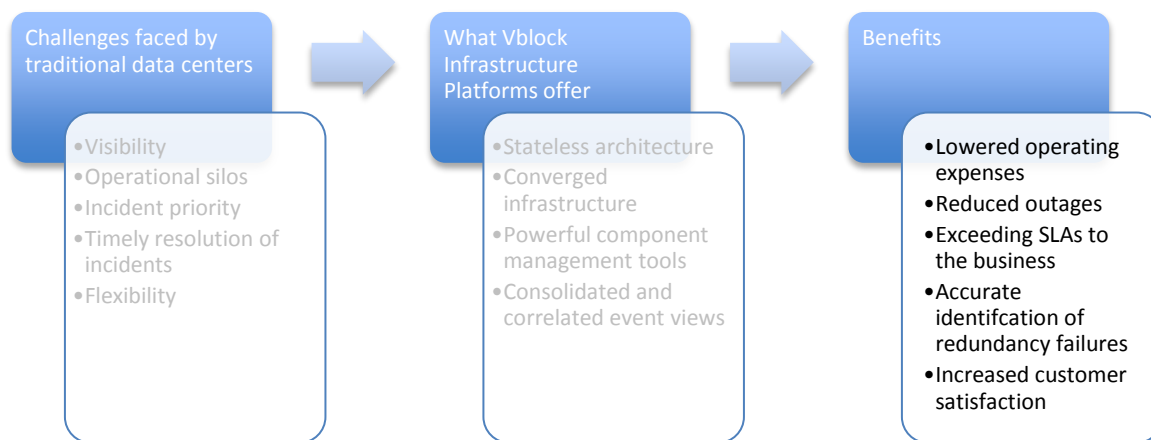 Challenges faced by
traditional data centers
•Visibility
•Operational silos
•Incident priority
•Timely resolution of
incidents
•Flexibility
What Vblock
Infrastructure
Platforms offer
•Stateless architecture
•Converged
infrastructure
•Powerful component
management tools
•Consolidated and
correlated event views
Benefits
•Lowered operating
expenses
•Reduced outages
•Exceeding SLAs to
the business
•Accurate
identifcation of
redundancy failures
•Increased customer
satisfaction